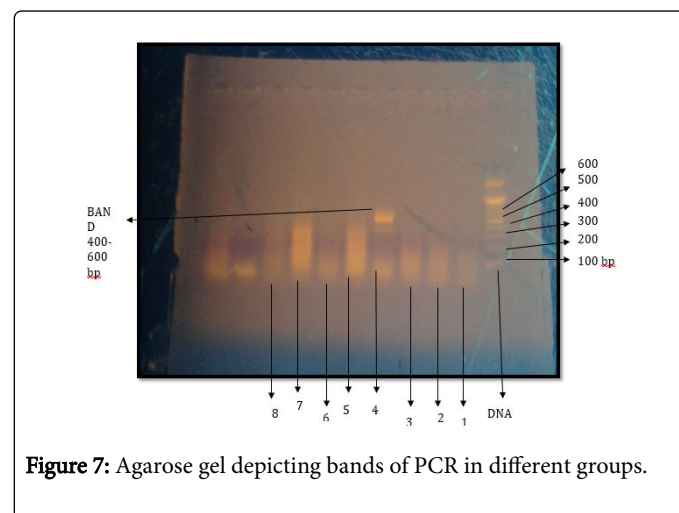 600
500
400
300
200
100 bp
BAN
D
400-
600
bp
8
7
6
5
4
3
2
1
DNA
Figure 7: Agarose gel depicting bands of PCR in different groups.